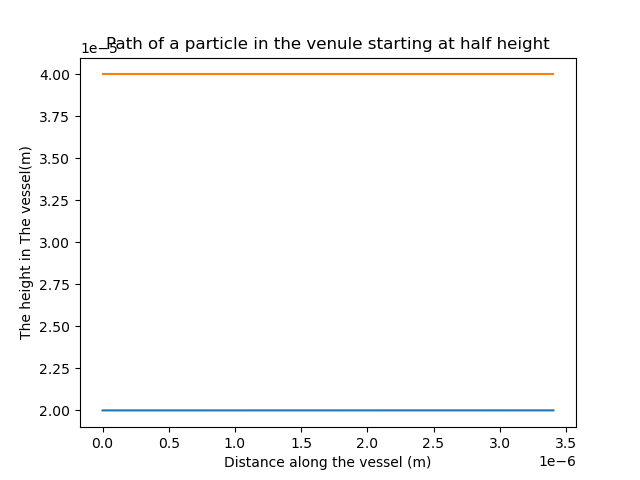 Path of a particle in the venule starting at half height
1e−5
4.00
3.75
3.50
3.25
3.00
2.75
2.50
2.25
2.00
The height in The vessel(m)
0.0 0.5 1.0 1.5 2.0 2.5 3.0 3.5
1e−6
Distance along the vessel (m)